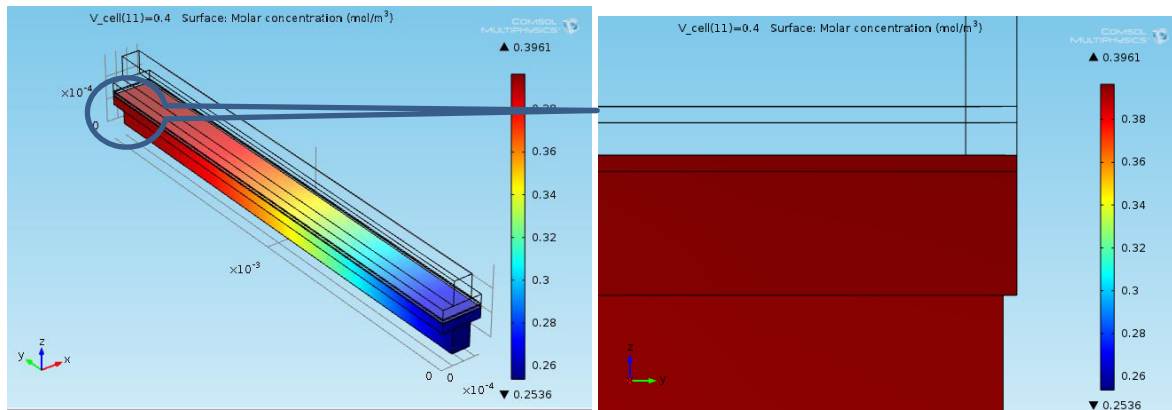 V_cell(11)=0.4 Surface: Molar concentration (mol/m³)
COMSOL
MULTIPHYSICS
▲ 0.3961
×10⁻⁴
0
0.38
0.36
0.34
0.32
0.3
0.28
0.26
▼ 0.2536
×10⁻³
0 0
×10⁻⁴
z
y
x
V_cell(11)=0.4 Surface: Molar concentration (mol/m³)
COMSOL
MULTIPHYSICS
▲ 0.3961
0.38
0.36
0.34
0.32
0.3
0.28
0.26
▼ 0.2536
z
y